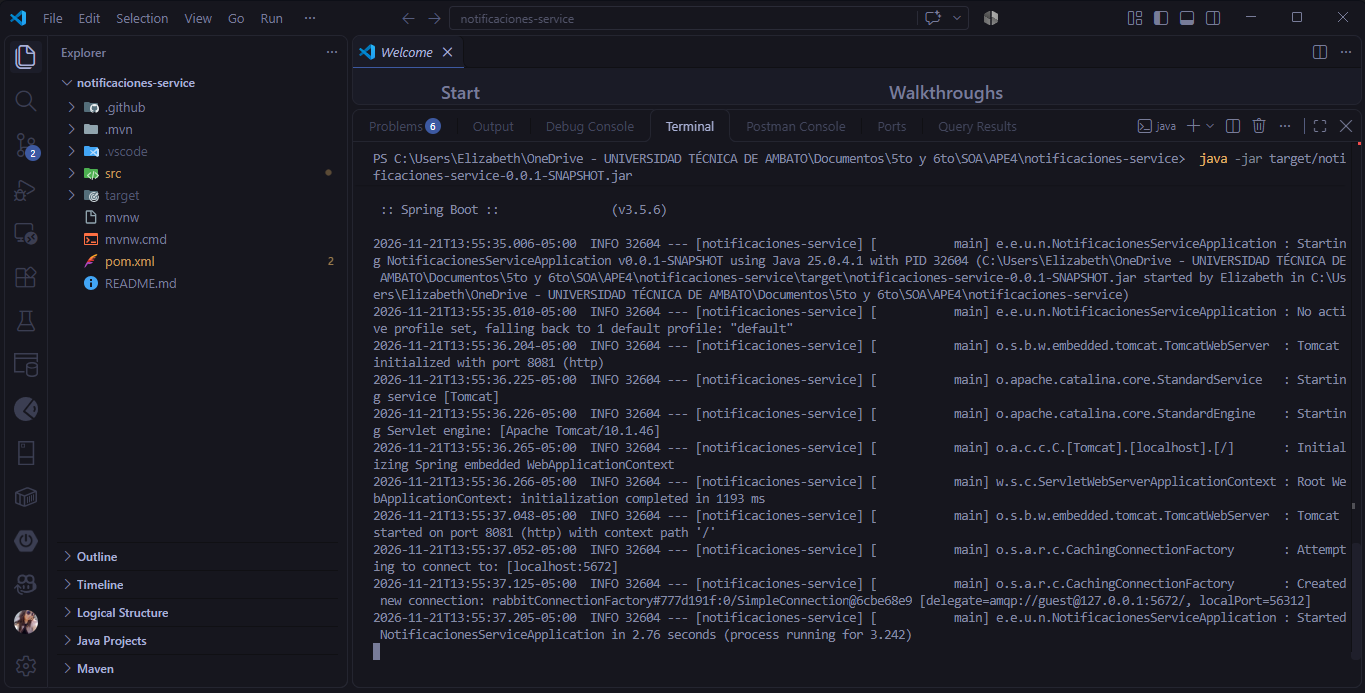 File Edit Selection View Go Run ···
notificaciones-service
Explorer
Welcome
notificaciones-service
.github
.mvn
.vscode
src
target
mvnw
mvnw.cmd
pom.xml 2
README.md
2
Outline
Timeline
Logical Structure
Java Projects
Maven
Start
Walkthroughs
Problems 6 Output Debug Console Terminal Postman Console Ports Query Results
java
PS C:\Users\Elizabeth\OneDrive - UNIVERSIDAD TÉCNICA DE AMBATO\Documentos\5to y 6to\SOA\APE4\notificaciones-service> java -jar target/noti
ficaciones-service-0.0.1-SNAPSHOT.jar
:: Spring Boot :: (v3.5.6)
2026-11-21T13:55:35.006-05:00 INFO 32604 --- [notificaciones-service] [ main] e.e.u.n.NotificacionesServiceApplication : Startin
g NotificacionesServiceApplication v0.0.1-SNAPSHOT using Java 25.0.4.1 with PID 32604 (C:\Users\Elizabeth\OneDrive - UNIVERSIDAD TÉCNICA DE
AMBATO\Documentos\5to y 6to\SOA\APE4\notificaciones-service\target\notificaciones-service-0.0.1-SNAPSHOT.jar started by Elizabeth in C:\Us
ers\Elizabeth\OneDrive - UNIVERSIDAD TÉCNICA DE AMBATO\Documentos\5to y 6to\SOA\APE4\notificaciones-service)
2026-11-21T13:55:35.010-05:00 INFO 32604 --- [notificaciones-service] [ main] e.e.u.n.NotificacionesServiceApplication : No acti
ve profile set, falling back to 1 default profile: "default"
2026-11-21T13:55:36.204-05:00 INFO 32604 --- [notificaciones-service] [ main] o.s.b.w.embedded.tomcat.TomcatWebServer : Tomcat
initialized with port 8081 (http)
2026-11-21T13:55:36.225-05:00 INFO 32604 --- [notificaciones-service] [ main] o.apache.catalina.core.StandardService : Startin
g service [Tomcat]
2026-11-21T13:55:36.226-05:00 INFO 32604 --- [notificaciones-service] [ main] o.apache.catalina.core.StandardEngine : Startin
g Servlet engine: [Apache Tomcat/10.1.46]
2026-11-21T13:55:36.265-05:00 INFO 32604 --- [notificaciones-service] [ main] o.a.c.c.C.[Tomcat].[localhost].[/] : Initial
izing Spring embedded WebApplicationContext
2026-11-21T13:55:36.266-05:00 INFO 32604 --- [notificaciones-service] [ main] w.s.c.ServletWebServerApplicationContext : Root We
bApplicationContext: initialization completed in 1193 ms
2026-11-21T13:55:37.048-05:00 INFO 32604 --- [notificaciones-service] [ main] o.s.b.w.embedded.tomcat.TomcatWebServer : Tomcat
started on port 8081 (http) with context path '/'
2026-11-21T13:55:37.052-05:00 INFO 32604 --- [notificaciones-service] [ main] o.s.a.r.c.CachingConnectionFactory : Attempt
ing to connect to: [localhost:5672]
2026-11-21T13:55:37.125-05:00 INFO 32604 --- [notificaciones-service] [ main] o.s.a.r.c.CachingConnectionFactory : Created
new connection: rabbitConnectionFactory#777d191f:0/SimpleConnection@6cbe68e9 [delegate=amqp://guest@127.0.0.1:5672/, localPort=56312]
2026-11-21T13:55:37.205-05:00 INFO 32604 --- [notificaciones-service] [ main] e.e.u.n.NotificacionesServiceApplication : Started
NotificacionesServiceApplication in 2.76 seconds (process running for 3.242)